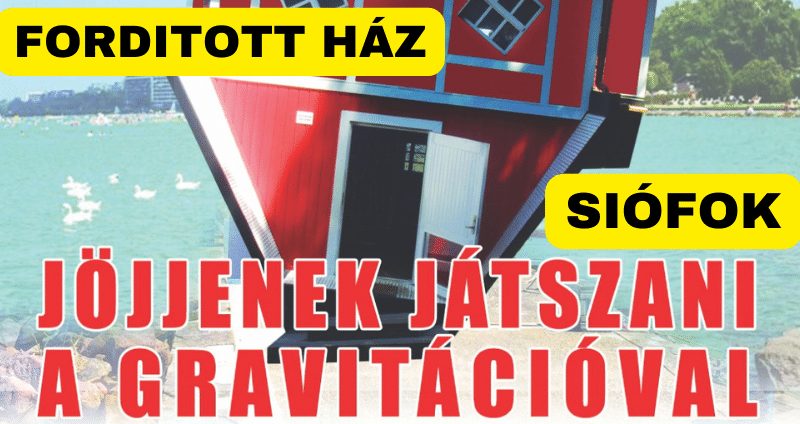 FORDITOTT HÁZ
SIÓFOK
JÖJJENEK JÁTSZANI
A GRAVITÁCIÓVAL